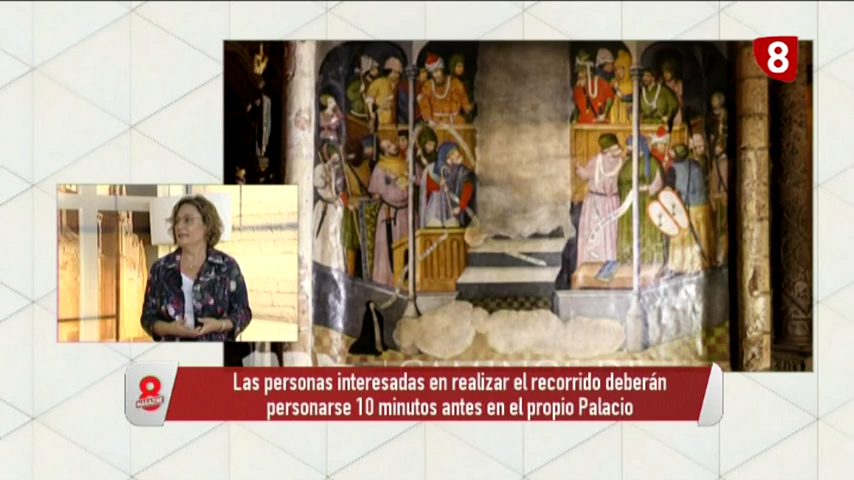 8
8
MAGAZINE
Las personas interesadas en realizar el recorrido deberán
personarse 10 minutos antes en el propio Palacio